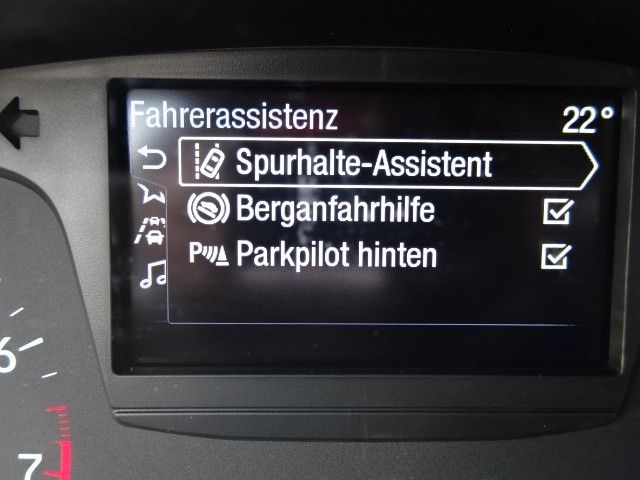 Fahrerassistenz 22°
Spurhalte-Assistent
Berganfahrhilfe
P Parkpilot hinten
6
7